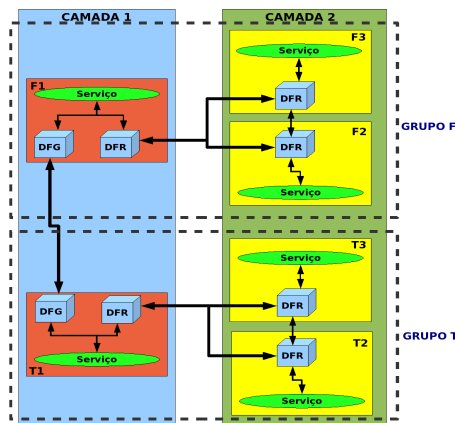 CAMADA 1
CAMADA 2
F3
Serviço
DFR
F1
Serviço
DFG
DFR
F2
DFR
Serviço
GRUPO F
T3
Serviço
DFR
DFG
DFR
Serviço
T1
T2
DFR
Serviço
GRUPO T